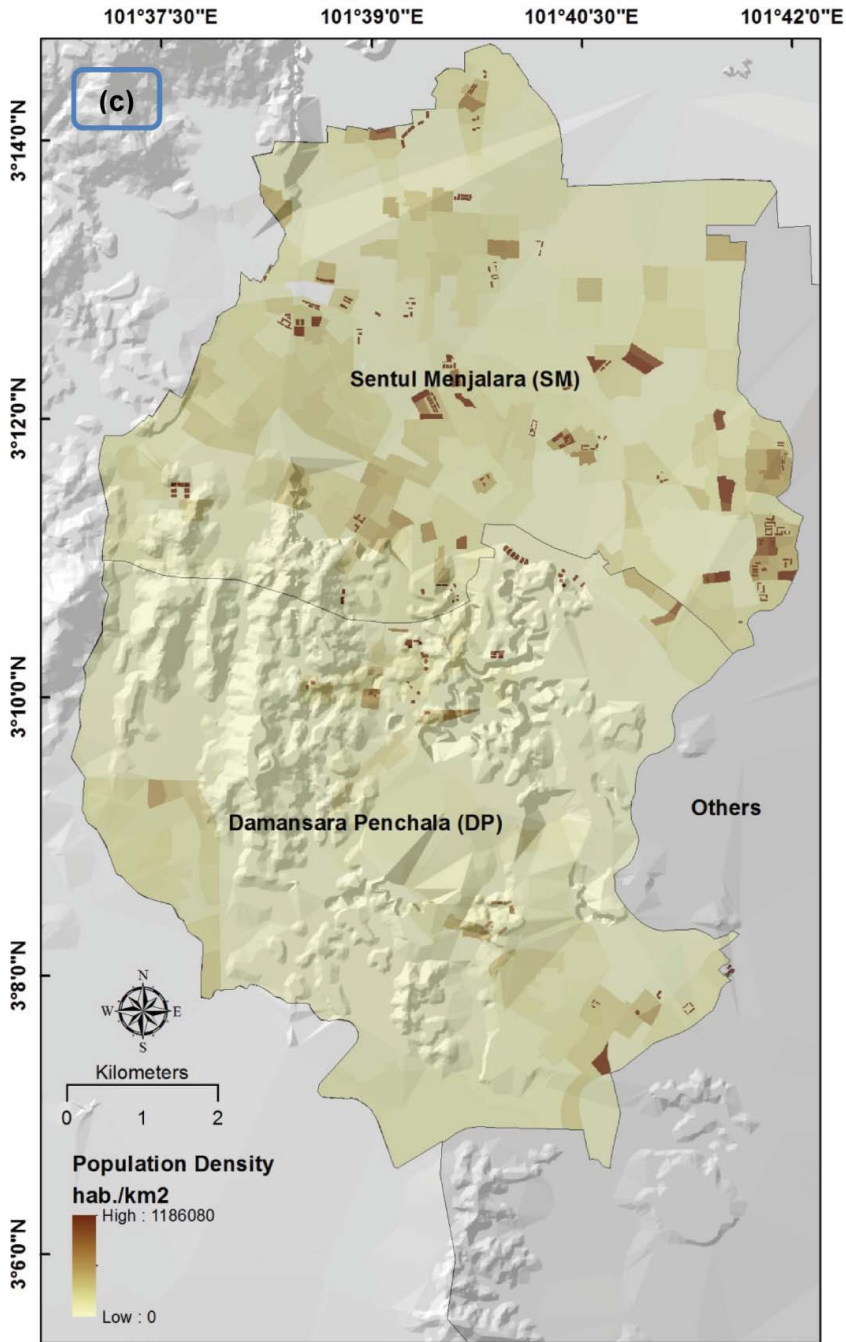 101°37'30"E
101°39'0"E
101°40'30"E
101°42'0"E
(c)
3°14'0"N
Sentul Menjalara (SM)
3°12'0"N
3°10'0"N
Others
Damansara Penchala (DP)
3°8'0"N
N
W E
S
Kilometers
0 1 2
Population Density
hab./km2
High : 1186080
Low : 0
3°6'0"N